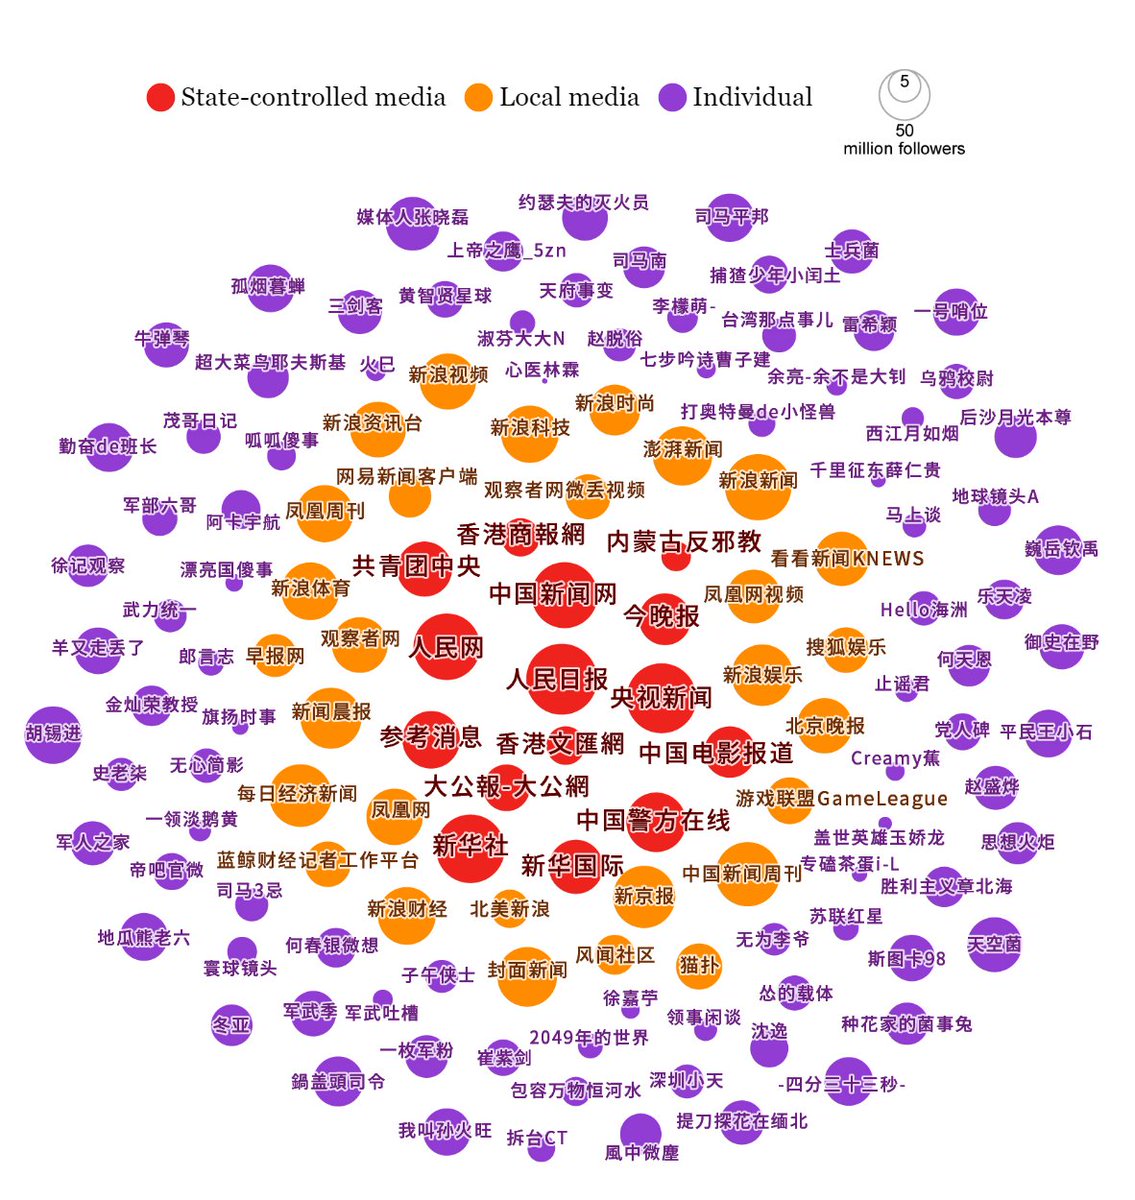 State-controlled media
Local media
Individual
5
50
million followers
约瑟夫的灭火员
媒体人张晓磊
司马平邦
上帝之鹰_5zn
士兵菌
司马南
捕猹少年小闰土
孤烟暮蝉
黄智贤星球
天府事变
三剑客
李檬萌-
一号哨位
台湾那点事儿
雷希颖
牛弹琴
淑芬大大N
赵脱俗
超大菜鸟耶夫斯基
火巳
七步吟诗曹子建
新浪视频
心医林霖
余亮-余不是大钊
乌鸦校尉
新浪时尚
打奥特曼de小怪兽
茂哥日记
新浪资讯台
新浪科技
后沙月光本尊
西江月如烟
呱呱傻事
勤奋de班长
澎湃新闻
千里征东薛仁贵
网易新闻客户端
新浪新闻
观察者网微丢视频
地球镜头A
军部六哥
凤凰周刊
阿卡宇航
马上谈
香港商報網
内蒙古反邪教
巍岳钦禹
看看新闻KNEWS
徐记观察
共青团中央
漂亮国傻事
新浪体育
中国新闻网
凤凰网视频
乐天凌
武力统一
Hello海洲
今晚报
观察者网
御史在野
羊又走丢了
人民网
搜狐娱乐
郎言志
早报网
何天恩
新浪娱乐
人民日报
止谣君
央视新闻
金灿荣教授
新闻晨报
旗扬时事
北京晚报
党人碑
平民王小石
胡锡进
参考消息
香港文匯網
中国电影报道
Creamy蕉
无心简影
史老柒
大公報-大公網
赵盛烨
每日经济新闻
游戏联盟GameLeague
凤凰网
一领淡鹅黄
中国警方在线
盖世英雄玉娇龙
军人之家
新华社
思想火炬
蓝鲸财经记者工作平台
新华国际
专磕茶蛋i-L
帝吧官微
中国新闻周刊
胜利主义章北海
司马3忌
新京报
新浪财经
北美新浪
苏联红星
地瓜熊老六
无为李爷
何春银微想
天空菌
风闻社区
斯图卡98
寰球镜头
猫扑
封面新闻
子午侠士
怂的载体
徐嘉苧
军武季
军武吐槽
领事闲谈
冬亚
种花家的菌事兔
沈逸
2049年的世界
一枚军粉
崔紫剑
鍋盖頭司令
深圳小天
-四分三十三秒-
包容万物恒河水
提刀探花在缅北
我叫孙火旺
拆台CT
風中微塵